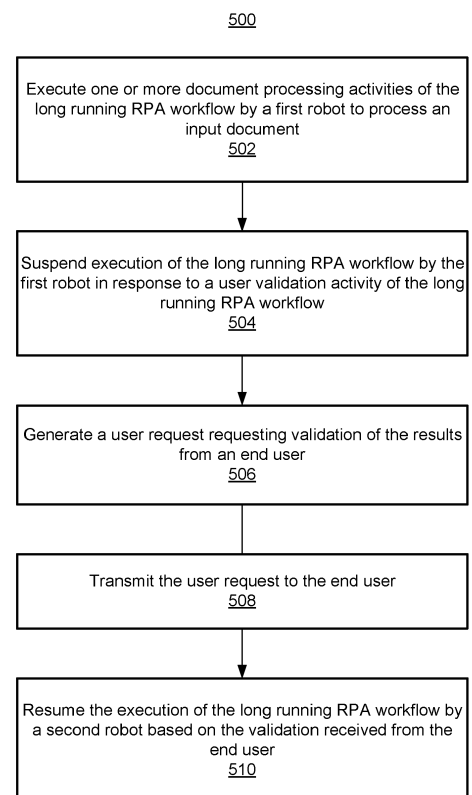 500
Execute one or more document processing activities of the
long running RPA workflow by a first robot to process an
input document
502
Suspend execution of the long running RPA workflow by the
first robot in response to a user validation activity of the long
running RPA workflow
504
Generate a user request requesting validation of the results
from an end user
506
Transmit the user request to the end user
508
Resume the execution of the long running RPA workflow by
a second robot based on the validation received from the
end user
510